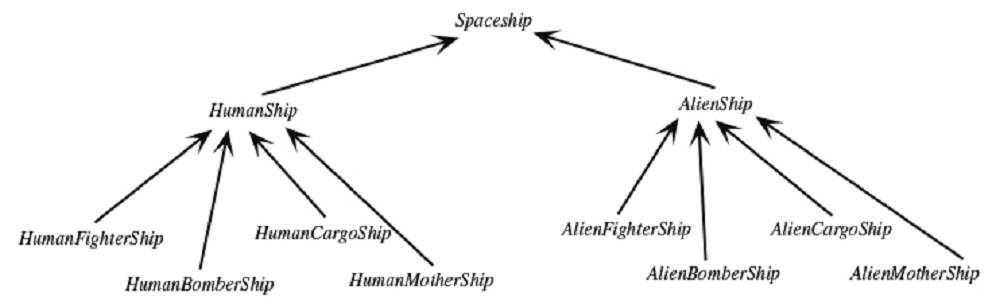 Spaceship
HumanShip
AlienShip
HumanFighterShip
HumanBomberShip
HumanCargoShip
HumanMotherShip
AlienFighterShip
AlienBomberShip
AlienCargoShip
AlienMotherShip